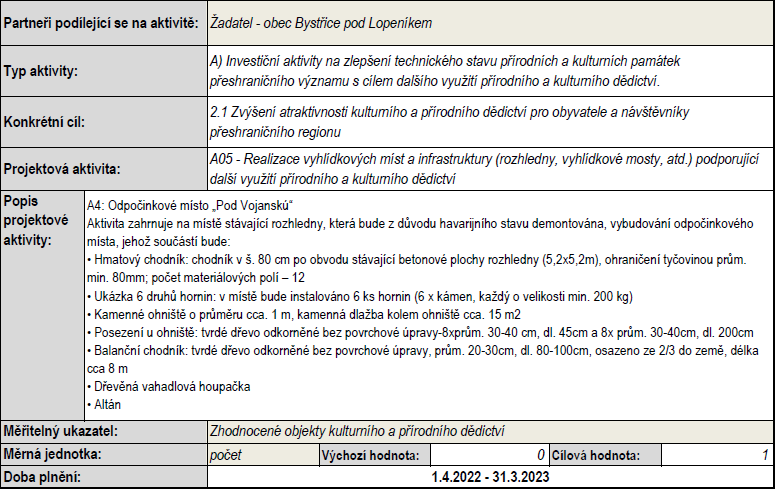 Partneři podílející se na aktivitě: Žadatel - obec Bystřice pod Lopeníkem
Typ aktivity: A) Investiční aktivity na zlepšení technického stavu přírodních a kulturních památek
přeshraničního významu s cílem dalšího využití přírodního a kulturního dědictví.
Konkrétní cíl: 2.1 Zvýšení atraktivnosti kulturního a přírodního dědictví pro obyvatele a návštěvníky
přeshraničního regionu
Projektová aktivita: A05 - Realizace vyhlídkových míst a infrastruktury (rozhledny, vyhlídkové mosty, atd.) podporující
další využití přírodního a kulturního dědictví
Popis
projektové
aktivity:
A4: Odpočinkové místo „Pod Vojanskú“
Aktivita zahrnuje na místě stávající rozhledny, která bude z důvodu havarijního stavu demontována, vybudování odpočinkového
místa, jehož součástí bude:
• Hmatový chodník: chodník v š. 80 cm po obvodu stávající betonové plochy rozhledny (5,2x5,2m), ohraničení tyčovinou prům.
min. 80mm; počet materiálových polí – 12
• Ukázka 6 druhů hornin: v místě bude instalováno 6 ks hornin (6 x kámen, každý o velikosti min. 200 kg)
• Kamenné ohniště o průměru cca. 1 m, kamenná dlažba kolem ohniště cca. 15 m2
• Posezení u ohniště: tvrdé dřevo odkorněné bez povrchové úpravy-8xprům. 30-40 cm, dl. 45cm a 8x prům. 30-40cm, dl. 200cm
• Balanční chodník: tvrdé dřevo odkorněné bez povrchové úpravy, prům. 20-30cm, dl. 80-100cm, osazeno ze 2/3 do země, délka
cca 8 m
• Dřevěná vahadlová houpačka
• Altán
Měřitelný ukazatel: Zhodnocené objekty kulturního a přírodního dědictví
Měrná jednotka: počet Výchozí hodnota: 0 Cílová hodnota: 1
Doba plnění: 1.4.2022 - 31.3.2023